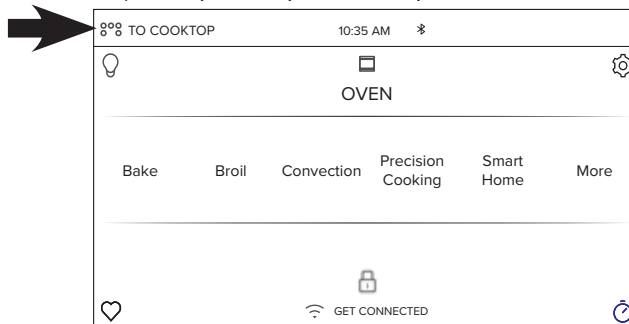 TO COOKTOP 10:35 AM
OVEN
Bake Broil Convection Precision Cooking Smart Home More
GET CONNECTED